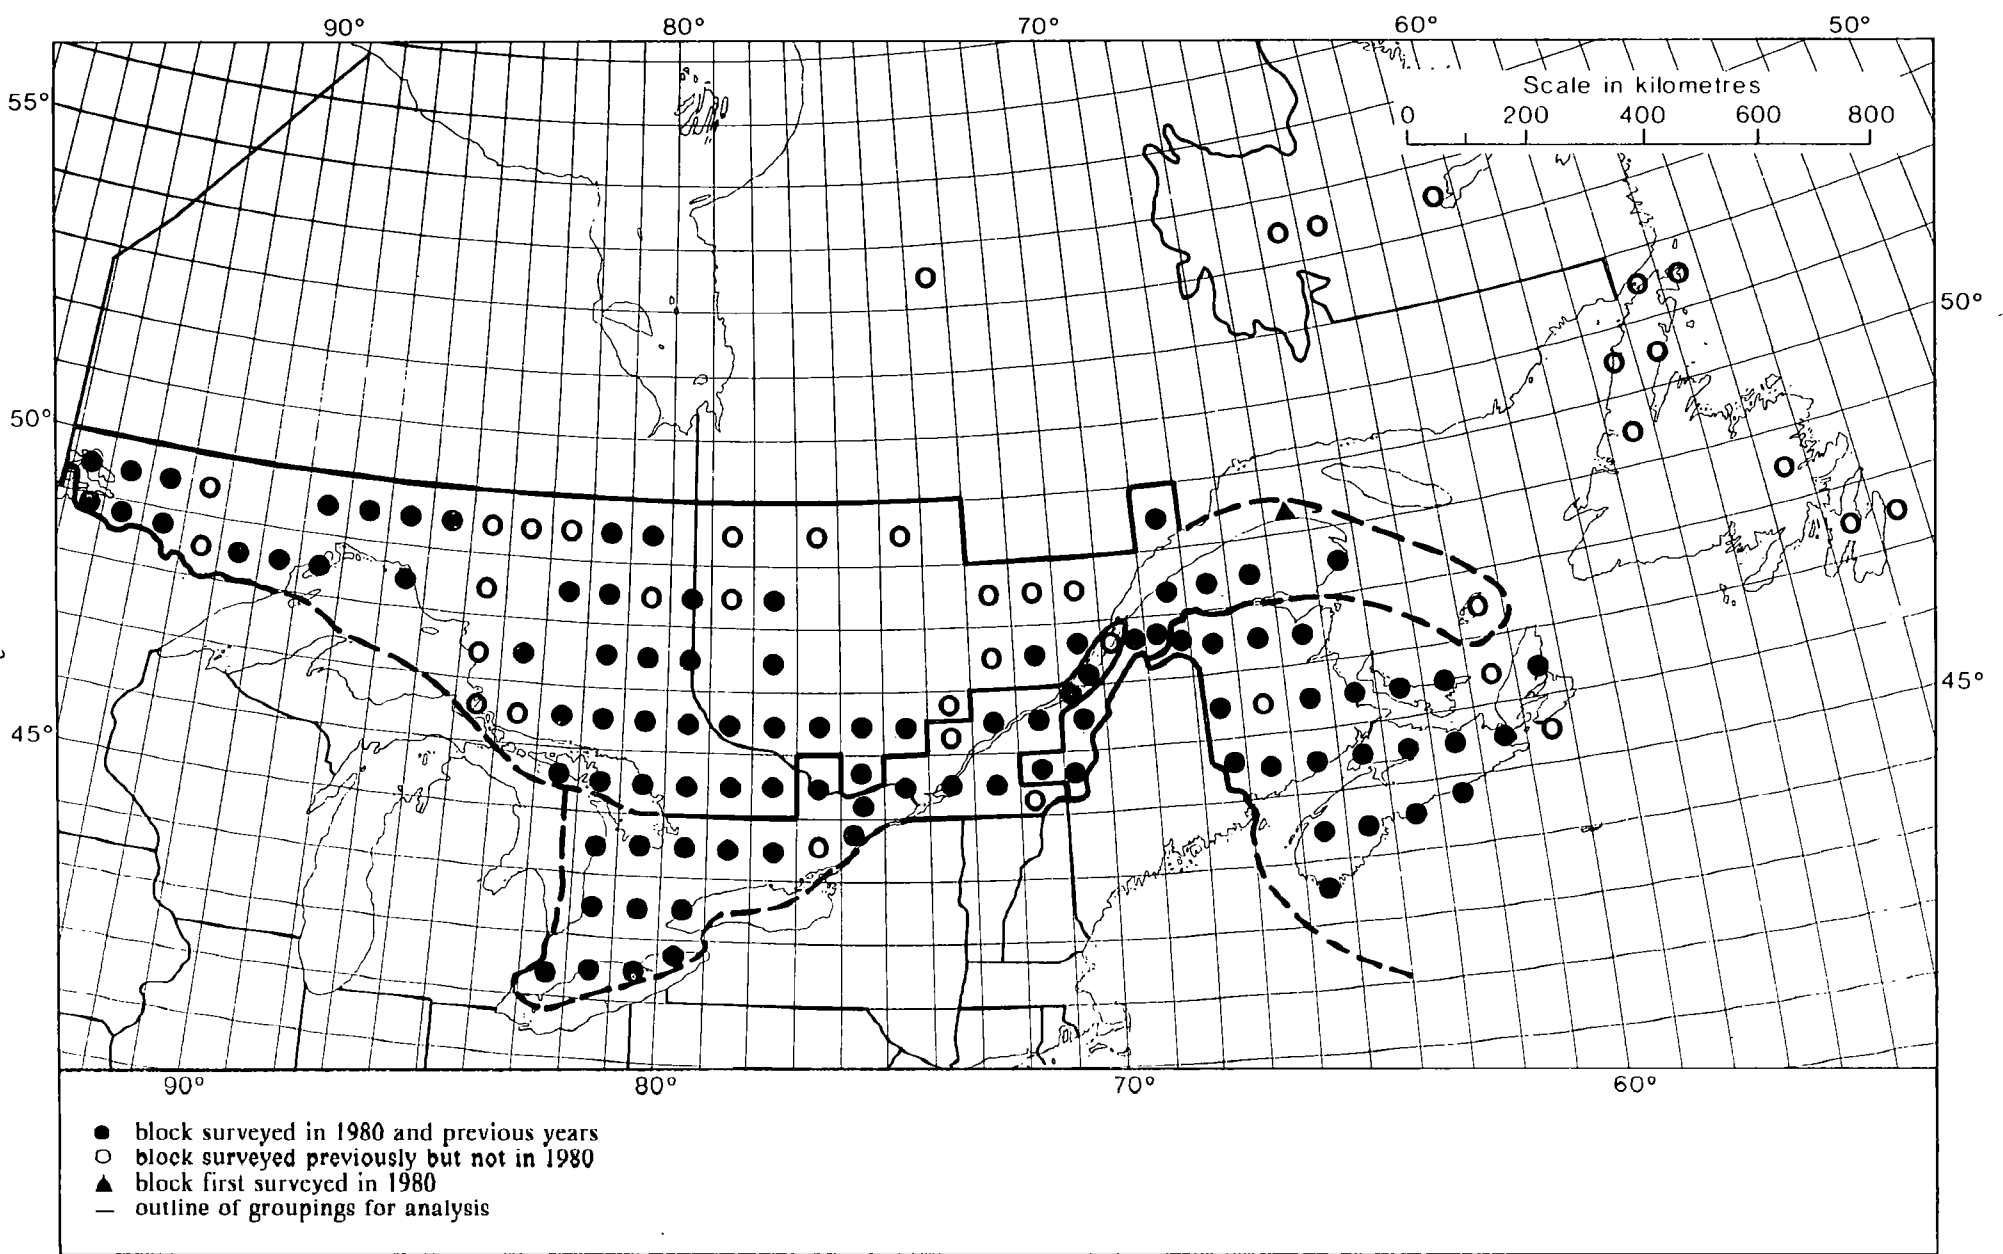 90° 80° 70° 60° 50°
Scale in kilometres
0 200 400 600 800
55°
50° 50°
45° 45°
90° 80° 70° 60°
● block surveyed in 1980 and previous years
○ block surveyed previously but not in 1980
▲ block first surveyed in 1980
— outline of groupings for analysis